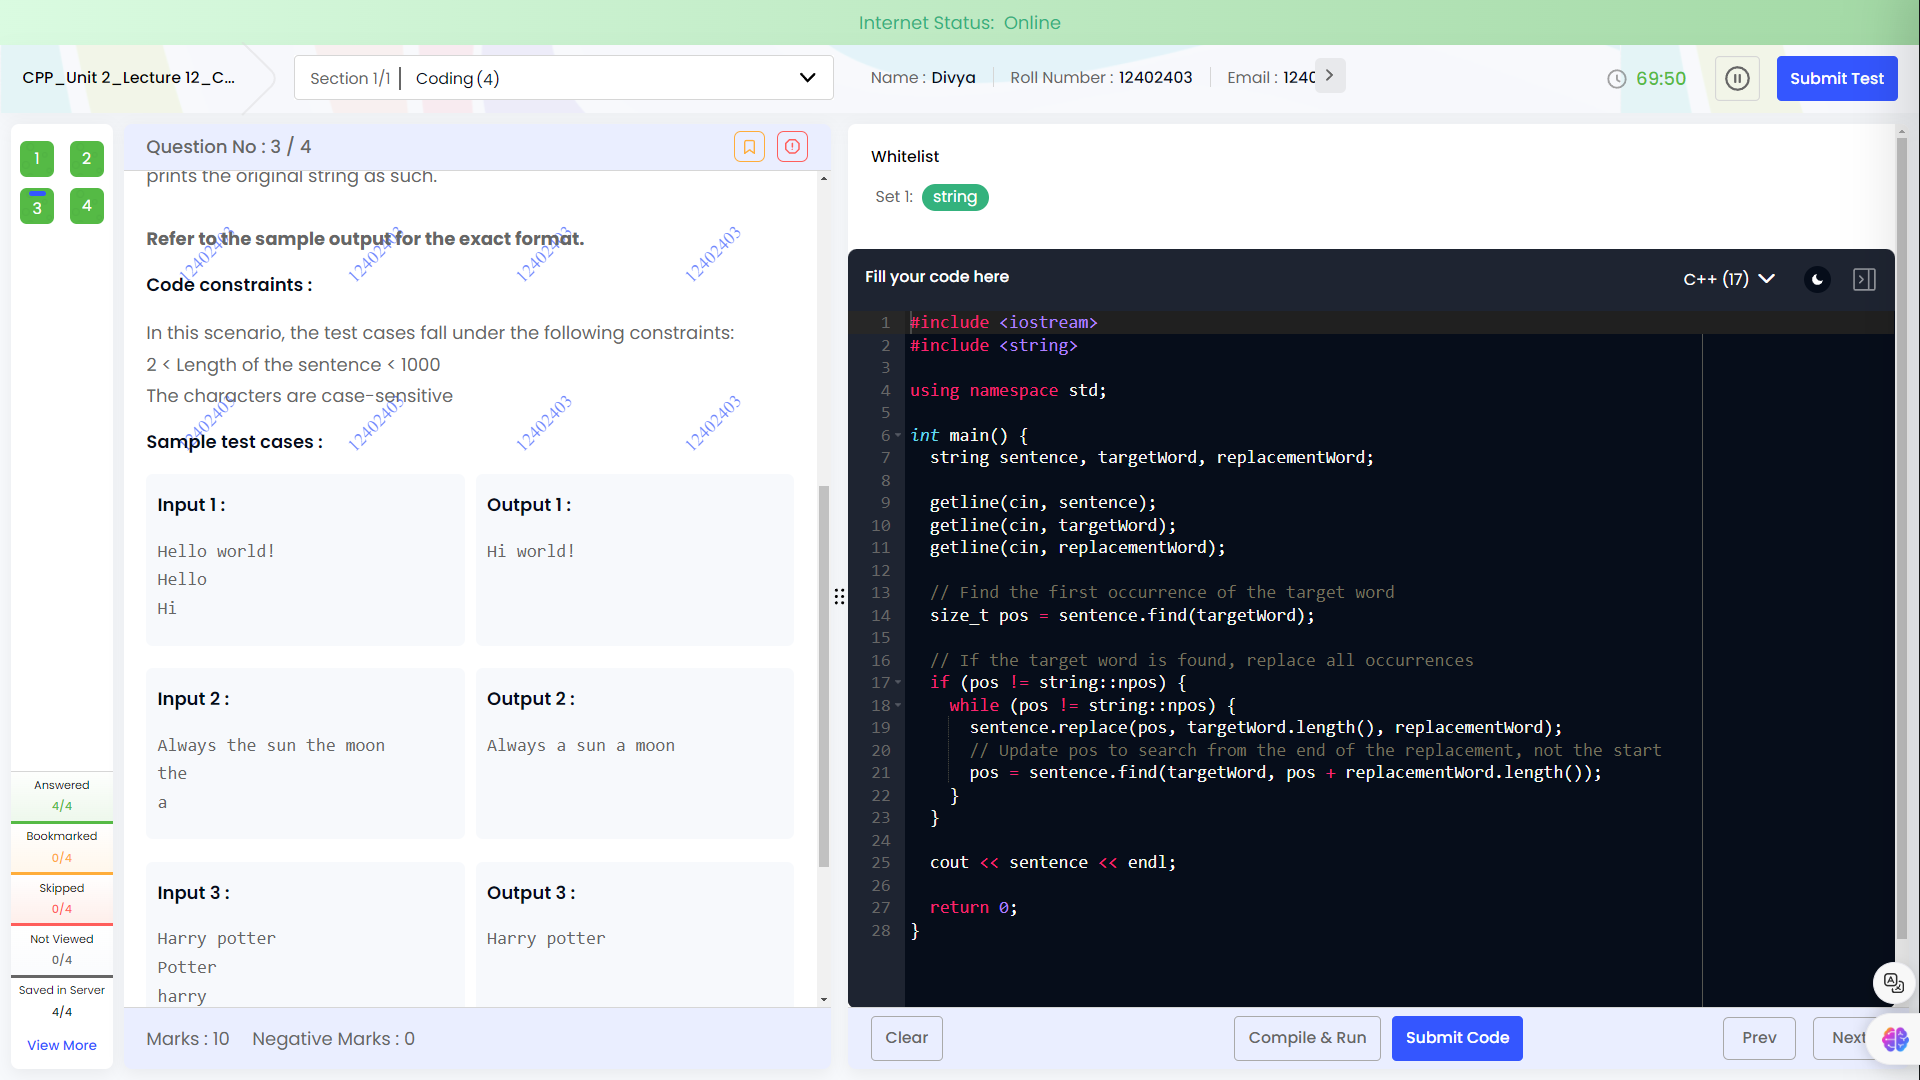 Internet Status: Online
CPP_Unit 2_Lecture 12_C...
Section 1/1 | Coding (4)
Name : Divya
Roll Number : 12402403
Email : 1240
69:50
Submit Test
1 2
3 4
Question No : 3 / 4
prints the original string as such.
Refer to the sample output for the exact format.
Code constraints :
In this scenario, the test cases fall under the following constraints:
2 < Length of the sentence < 1000
The characters are case-sensitive
Sample test cases :
12402403 12402403 12402403 12402403
12402403 12402403 12402403 12402403
Input 1 :
Hello world!
Hello
Hi
Output 1 :
Hi world!
Input 2 :
Always the sun the moon
the
a
Output 2 :
Always a sun a moon
Input 3 :
Harry potter
Potter
harry
Output 3 :
Harry potter
Marks : 10 Negative Marks : 0
Answered
4/4
Bookmarked
0/4
Skipped
0/4
Not Viewed
0/4
Saved in Server
4/4
View More
Whitelist
Set 1: string
Fill your code here
C++ (17)
1 #include <iostream>
2 #include <string>
3
4 using namespace std;
5
6 int main() {
7 string sentence, targetWord, replacementWord;
8
9 getline(cin, sentence);
10 getline(cin, targetWord);
11 getline(cin, replacementWord);
12
13 // Find the first occurrence of the target word
14 size_t pos = sentence.find(targetWord);
15
16 // If the target word is found, replace all occurrences
17 if (pos != string::npos) {
18 while (pos != string::npos) {
19 sentence.replace(pos, targetWord.length(), replacementWord);
20 // Update pos to search from the end of the replacement, not the start
21 pos = sentence.find(targetWord, pos + replacementWord.length());
22 }
23 }
24
25 cout << sentence << endl;
26
27 return 0;
28 }
Clear
Compile & Run
Submit Code
Prev
Next